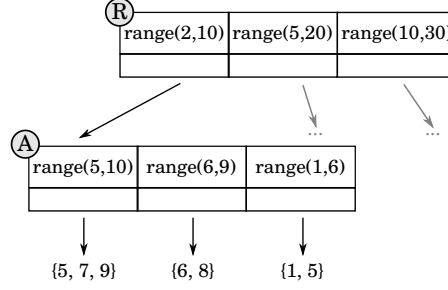 R
range(2,10) range(5,20) range(10,30)
... ...
A
range(5,10) range(6,9) range(1,6)
{5, 7, 9} {6, 8} {1, 5}